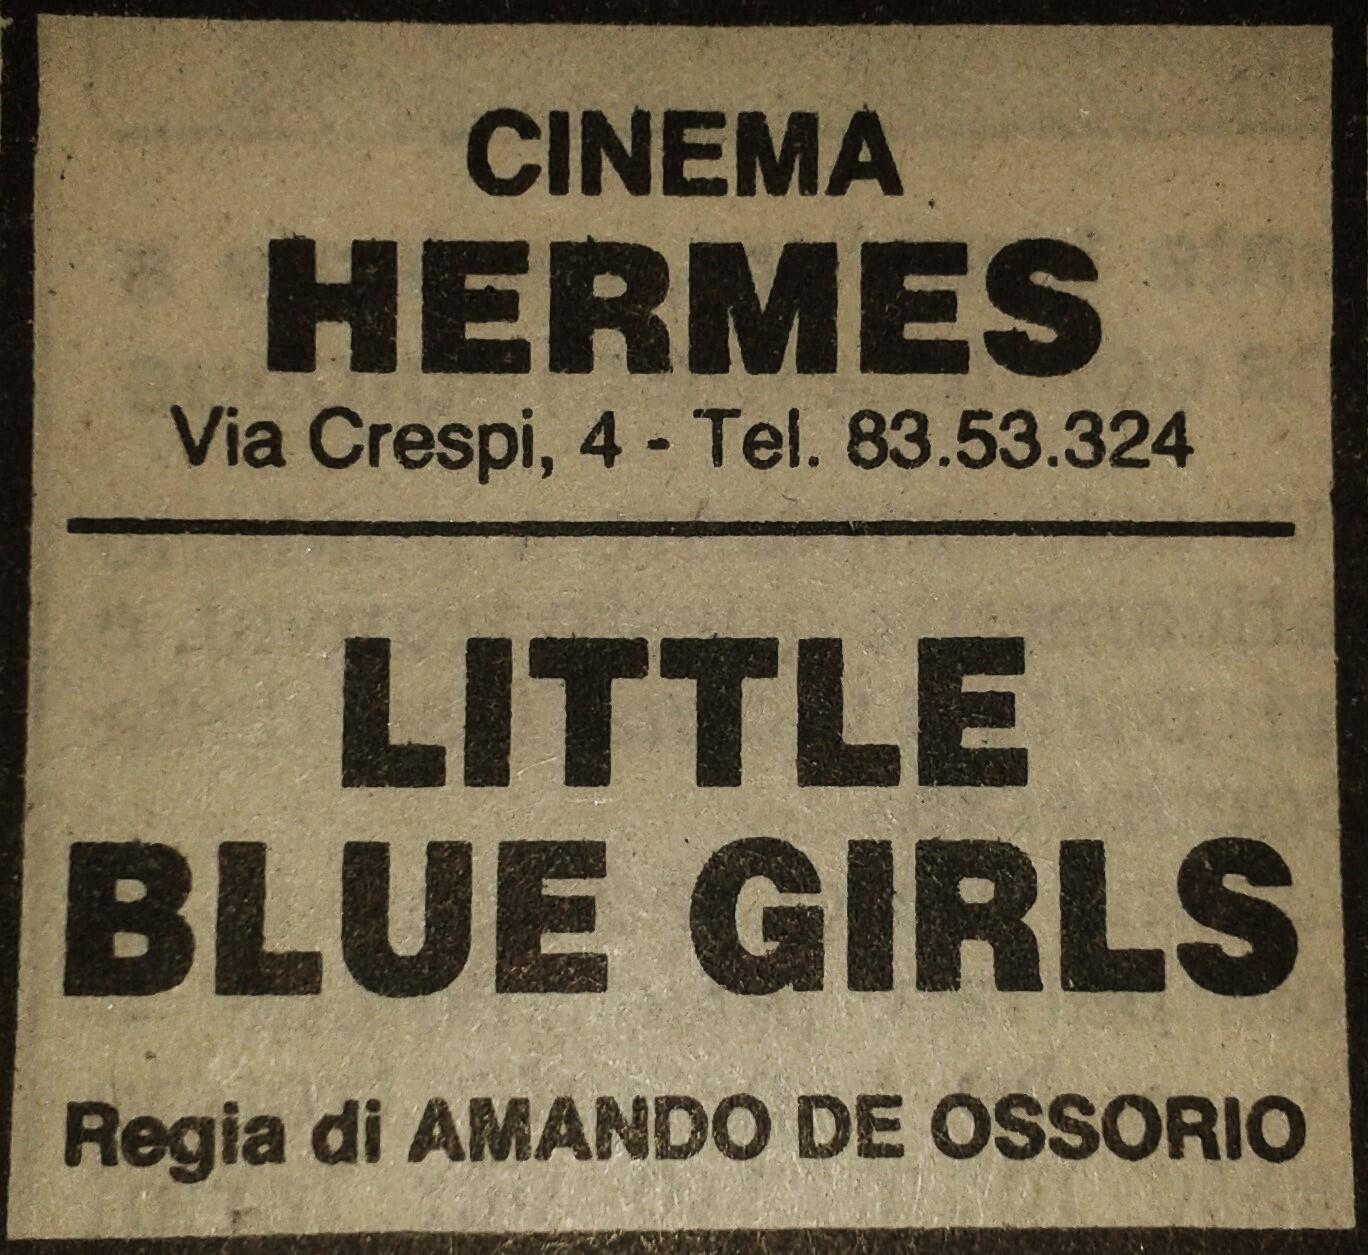 CINEMA
HERMES
Via Crespi, 4 - Tel. 83.53.324
LITTLE
BLUE GIRLS
Regia di AMANDO DE OSSORIO